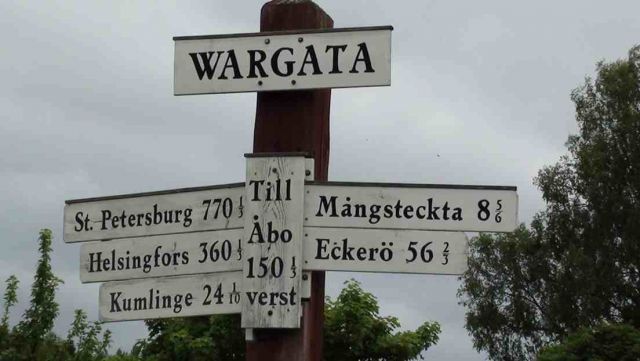 WARGATA
St. Petersburg 770 1/3
Helsingfors 360 1/3
Kumlinge 24 1/10
Till
Åbo
150 1/3
verst
Mångsteckta 8 5/6
Eckerö 56 2/3